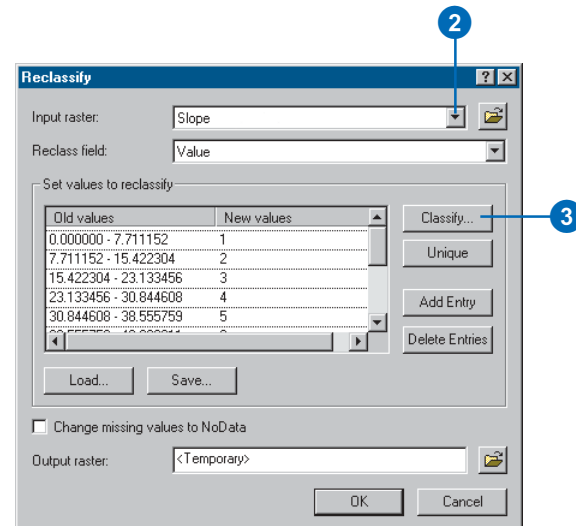 2
Reclassify
Input raster: Slope
Reclass field: Value
Set values to reclassify
Old values New values
0.000000 - 7.711152 1
7.711152 - 15.422304 2
15.422304 - 23.133456 3
23.133456 - 30.844608 4
30.844608 - 38.555759 5
Classify...
3
Unique
Add Entry
Delete Entries
Load... Save...
Change missing values to NoData
Output raster: <Temporary>
OK Cancel